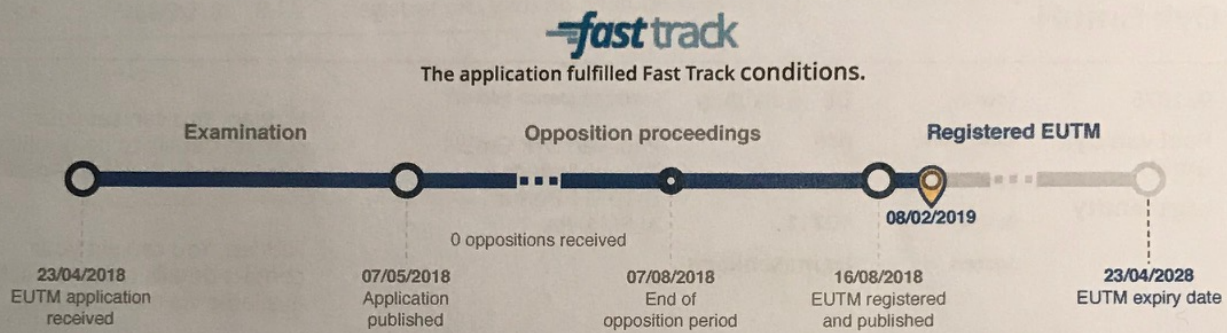 fast track
The application fulfilled Fast Track conditions.
Examination
Opposition proceedings
Registered EUTM
08/02/2019
0 oppositions received
23/04/2018
EUTM application
received
07/05/2018
Application
published
07/08/2018
End of
opposition period
16/08/2018
EUTM registered
and published
23/04/2028
EUTM expiry date